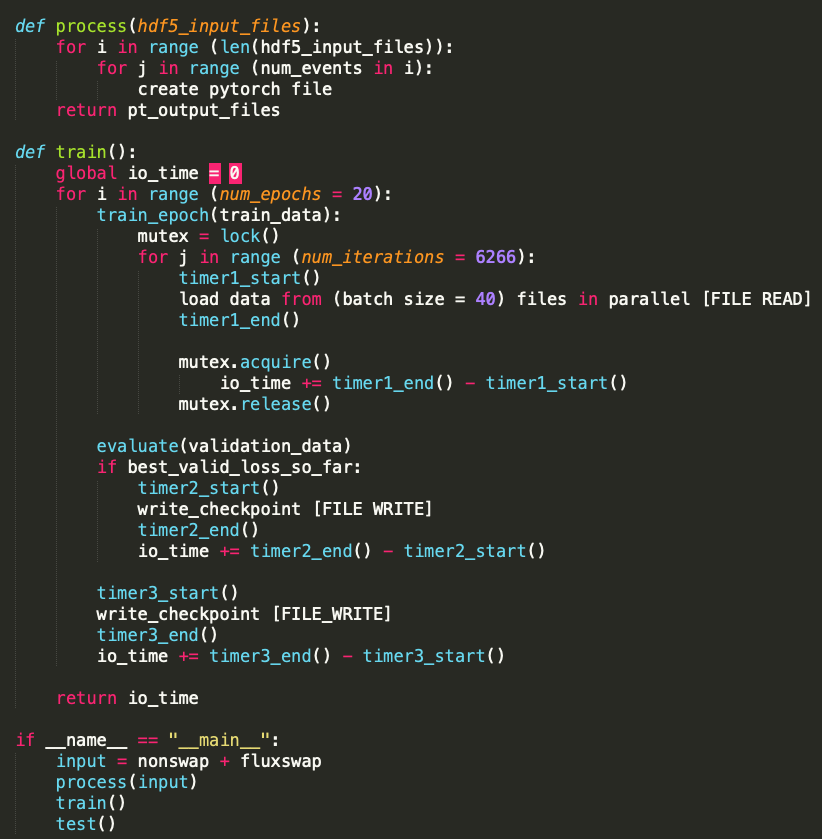 def process(hdf5_input_files):
    for i in range (len(hdf5_input_files)):
        for j in range (num_events in i):
            create pytorch file
    return pt_output_files

def train():
    global io_time = 0
    for i in range (num_epochs = 20):
        train_epoch(train_data):
            mutex = lock()
            for j in range (num_iterations = 6266):
                timer1_start()
                load data from (batch size = 40) files in parallel [FILE READ]
                timer1_end()

                mutex.acquire()
                    io_time += timer1_end() - timer1_start()
                mutex.release()

        evaluate(validation_data)
        if best_valid_loss_so_far:
            timer2_start()
            write_checkpoint [FILE WRITE]
            timer2_end()
            io_time += timer2_end() - timer2_start()

        timer3_start()
        write_checkpoint [FILE_WRITE]
        timer3_end()
        io_time += timer3_end() - timer3_start()

    return io_time

if __name__ == "__main__":
    input = nonswap + fluxswap
    process(input)
    train()
    test()